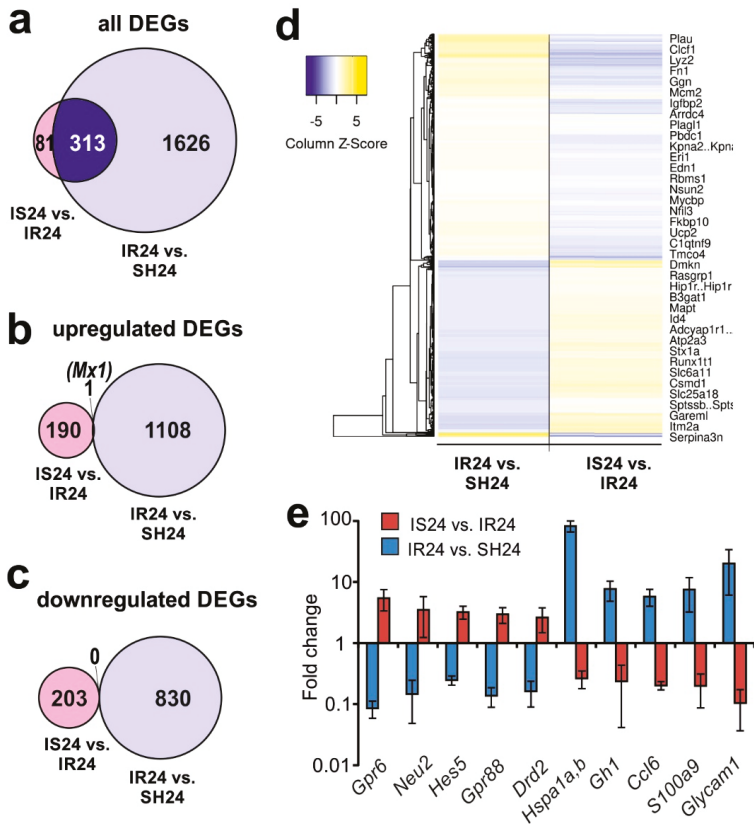 a
all DEGs
81
313
1626
IS24 vs.
IR24
IR24 vs.
SH24
b
upregulated DEGs
(Mx1)
1
190
1108
IS24 vs.
IR24
IR24 vs.
SH24
c
downregulated DEGs
0
203
830
IS24 vs.
IR24
IR24 vs.
SH24
d
-5
5
Column Z-Score
Plau
Clcf1
Lyz2
Fn1
Ggn
Mcm2
Igfbp2
Arrdc4
Plagl1
Pbdc1
Kpna2..Kpna
Eri1
Edn1
Rbms1
Nsun2
Mycbp
Nfil3
Fkbp10
Ucp2
C1qtnf9
Tmco4
Dmkn
Rasgrp1
Hip1r..Hip1r
B3gat1
Mapt
Id4
Adcyap1r1..
Atp2a3
Stx1a
Runx1t1
Slc6a11
Csmd1
Slc25a18
Sptssb..Spts
Gareml
Itm2a
Serpina3n
IR24 vs.
SH24
IS24 vs.
IR24
e
IS24 vs. IR24
IR24 vs. SH24
Fold change
100
10
1
0.1
0.01
Gpr6
Neu2
Hes5
Gpr88
Drd2
Hspa1a,b
Gh1
Ccl6
S100a9
Glycam1